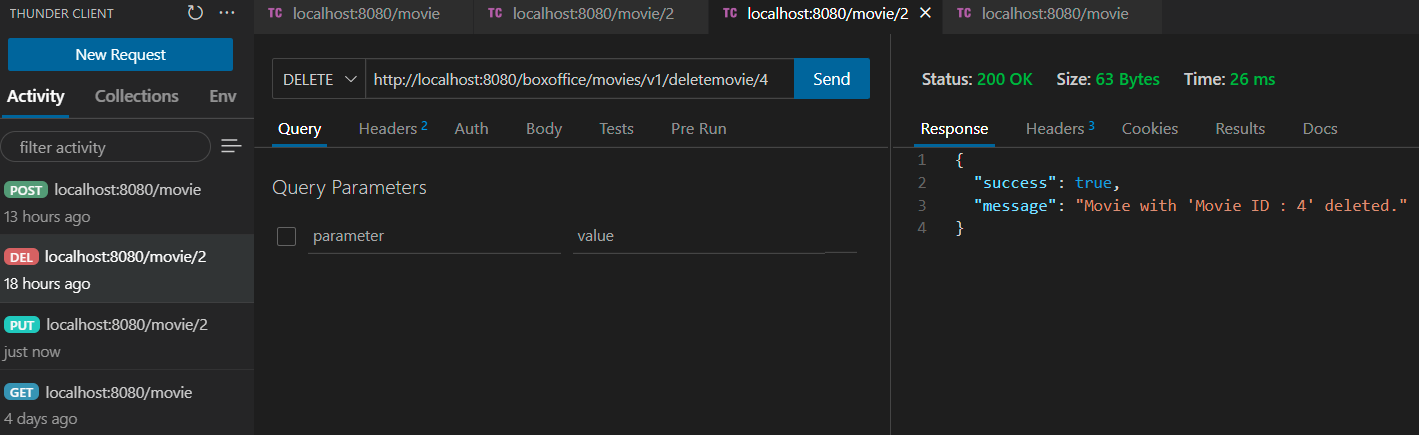 THUNDER CLIENT
New Request
Activity Collections Env
filter activity
POST localhost:8080/movie
13 hours ago
DEL localhost:8080/movie/2
18 hours ago
PUT localhost:8080/movie/2
just now
GET localhost:8080/movie
4 days ago
TC localhost:8080/movie TC localhost:8080/movie/2 TC localhost:8080/movie/2 TC localhost:8080/movie
DELETE http://localhost:8080/boxoffice/movies/v1/deletemovie/4 Send
Query Headers 2 Auth Body Tests Pre Run
Query Parameters
parameter value
Status: 200 OK Size: 63 Bytes Time: 26 ms
Response Headers 3 Cookies Results Docs
1 {
2 "success": true,
3 "message": "Movie with 'Movie ID : 4' deleted."
4 }